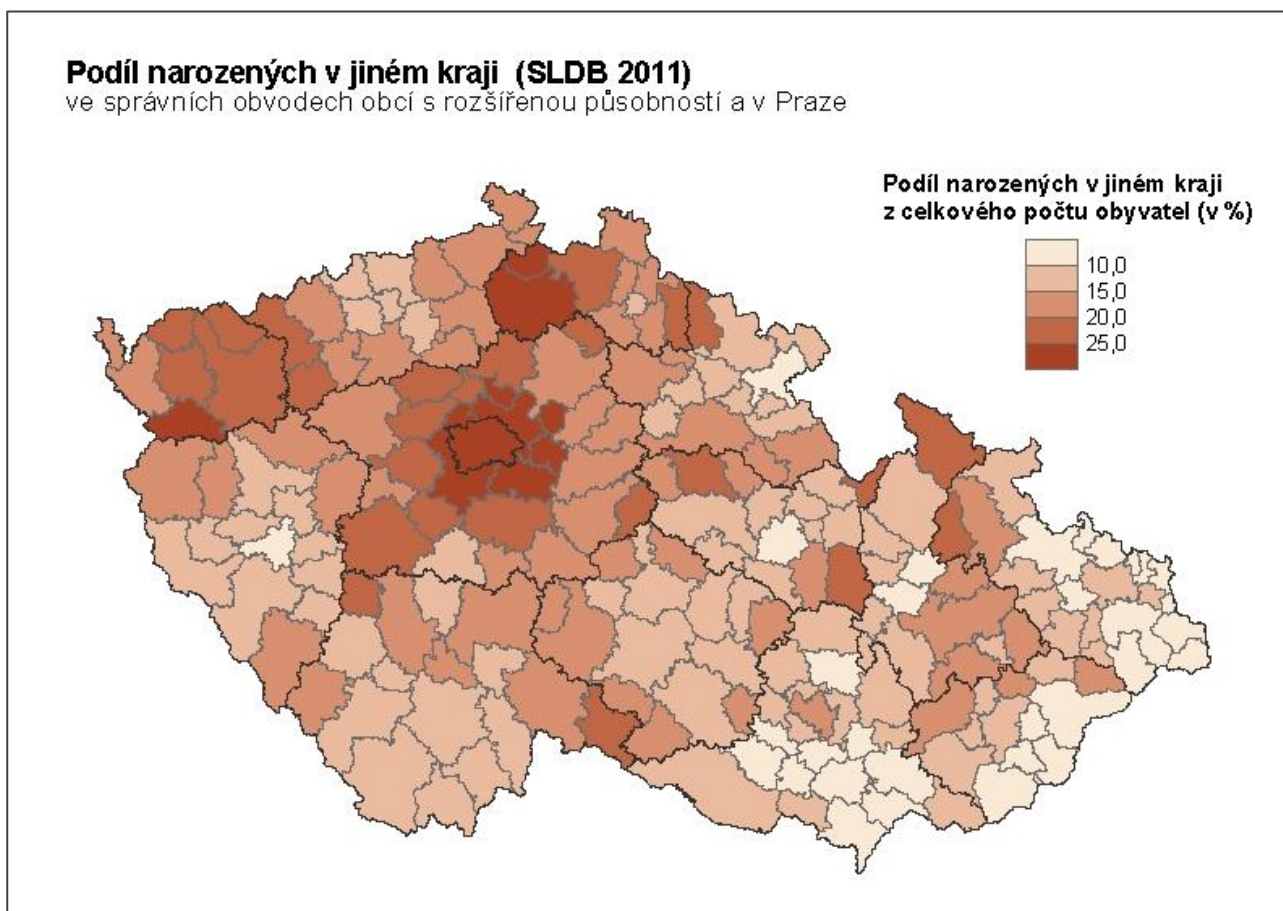 Podíl narozených v jiném kraji  (SLDB 2011)
ve správních obvodech obcí s rozšířenou působností a v Praze
Podíl narozených v jiném kraji
z celkového počtu obyvatel (v %)
10,0
15,0
20,0
25,0